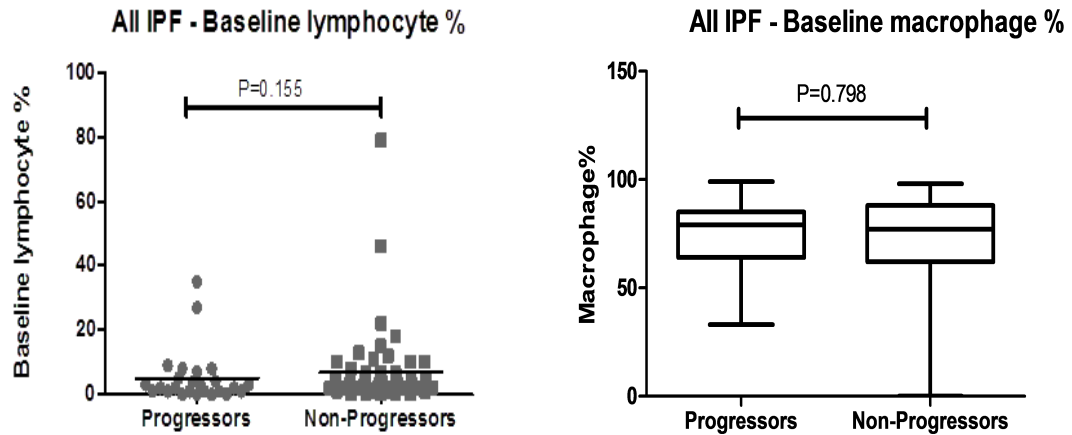 All IPF - Baseline lymphocyte %
P=0.155
Baseline lymphocyte %
100
80
60
40
20
0
Progressors
Non-Progressors
All IPF - Baseline macrophage %
P=0.798
Macrophage%
150
100
50
0
Progressors
Non-Progressors